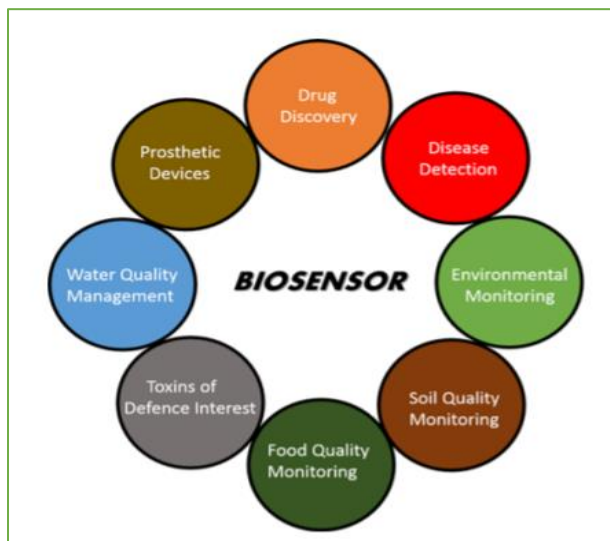 Drug
Discovery
Disease
Detection
Environmental
Monitoring
Soil Quality
Monitoring
Food Quality
Monitoring
Toxins of
Defence Interest
Water Quality
Management
Prosthetic
Devices
BIOSENSOR